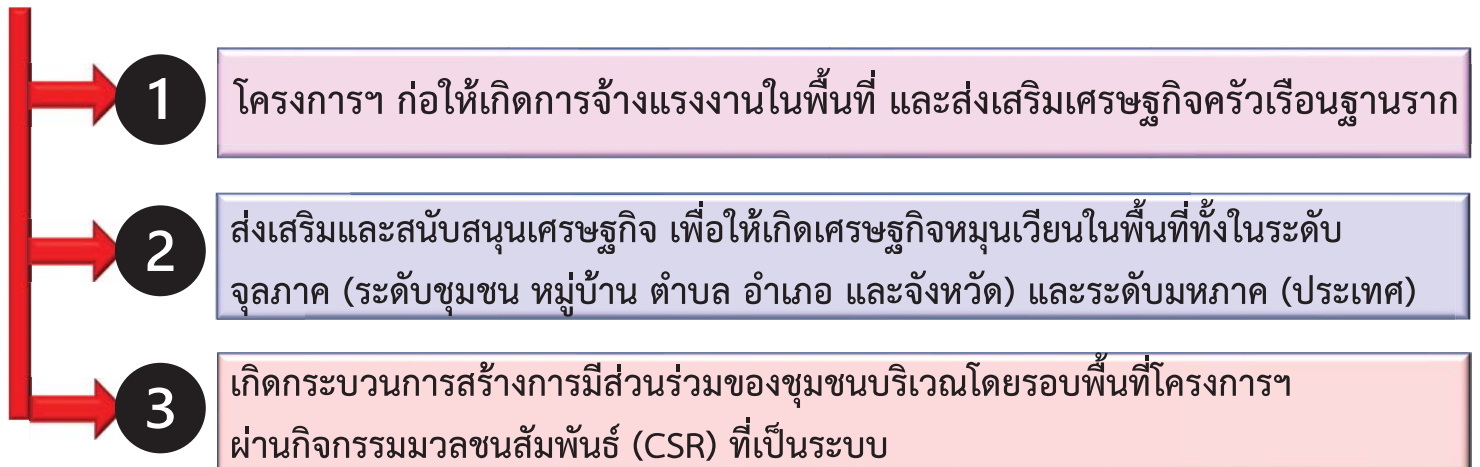 1 โครงการฯ ก่อให้เกิดการจ้างแรงงานในพื้นที่ และส่งเสริมเศรษฐกิจครัวเรือนฐานราก
2 ส่งเสริมและสนับสนุนเศรษฐกิจ เพื่อให้เกิดเศรษฐกิจหมุนเวียนในพื้นที่ทั้งในระดับ
จุลภาค (ระดับชุมชน หมู่บ้าน ตำบล อำเภอ และจังหวัด) และระดับมหภาค (ประเทศ)
3 เกิดกระบวนการสร้างการมีส่วนร่วมของชุมชนบริเวณโดยรอบพื้นที่โครงการฯ
ผ่านกิจกรรมมวลชนสัมพันธ์ (CSR) ที่เป็นระบบ